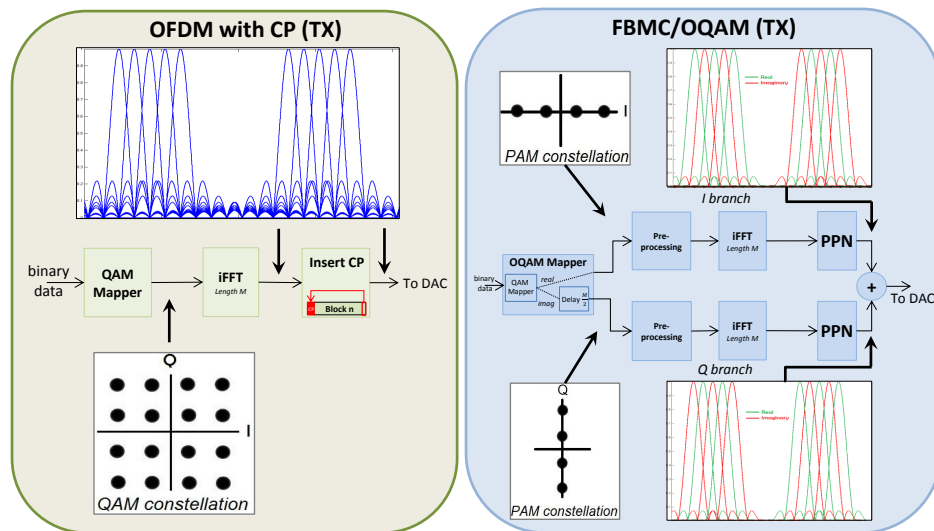 OFDM with CP (TX)
binary
data
QAM
Mapper
iFFT
Length M
Insert CP
CP
Block n
To DAC
Q
I
QAM constellation
FBMC/OQAM (TX)
I
PAM constellation
Real
Imaginary
I branch
binary
data
OQAM Mapper
QAM
Mapper
real
imag
Delay M/2
Pre-
processing
iFFT
Length M
PPN
+
To DAC
Pre-
processing
iFFT
Length M
PPN
Q branch
Q
PAM constellation
Real
Imaginary